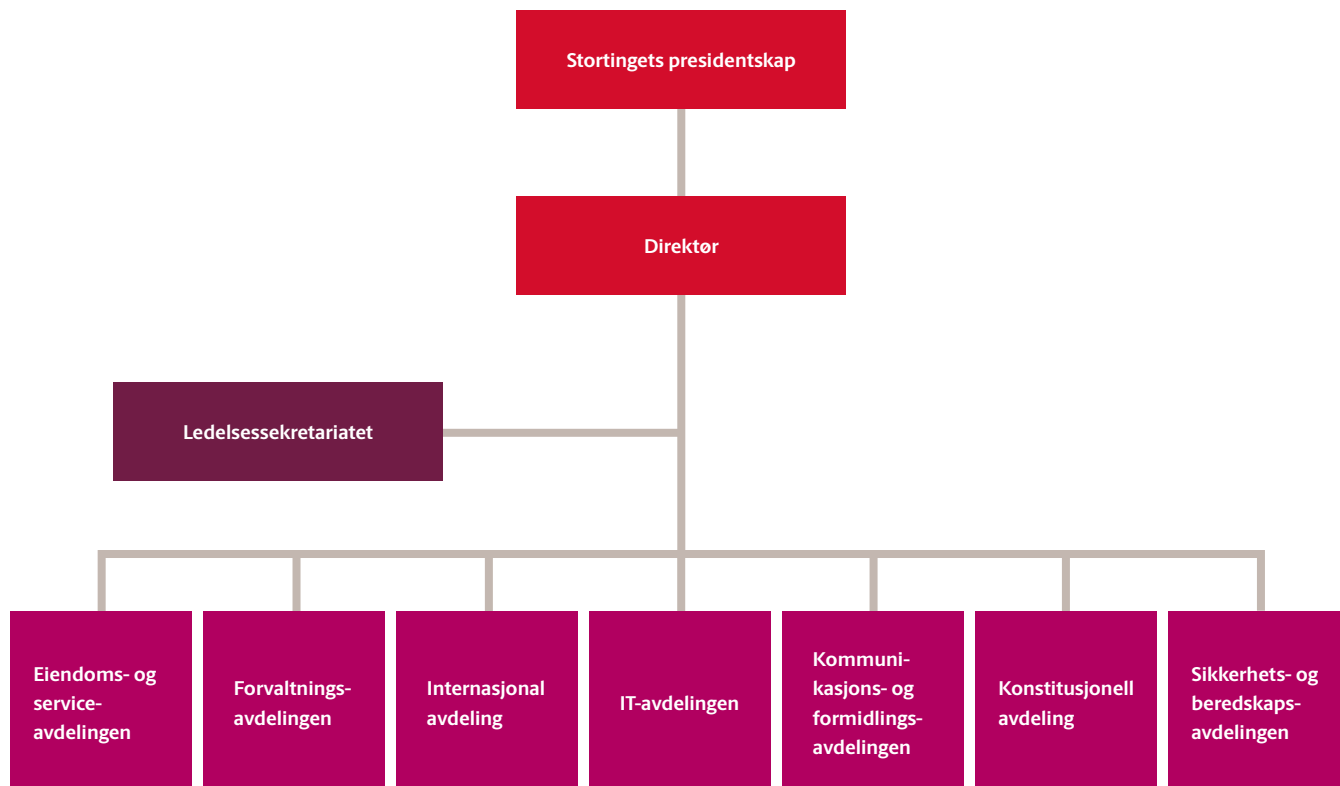 Stortingets presidentskap
Direktør
Ledelsessekretariatet
Eiendoms- og
service-
avdelingen
Forvaltnings-
avdelingen
Internasjonal
avdeling
IT-avdelingen
Kommuni-
kasjons- og
formidlings-
avdelingen
Konstitusjonell
avdeling
Sikkerhets- og
beredskaps-
avdelingen